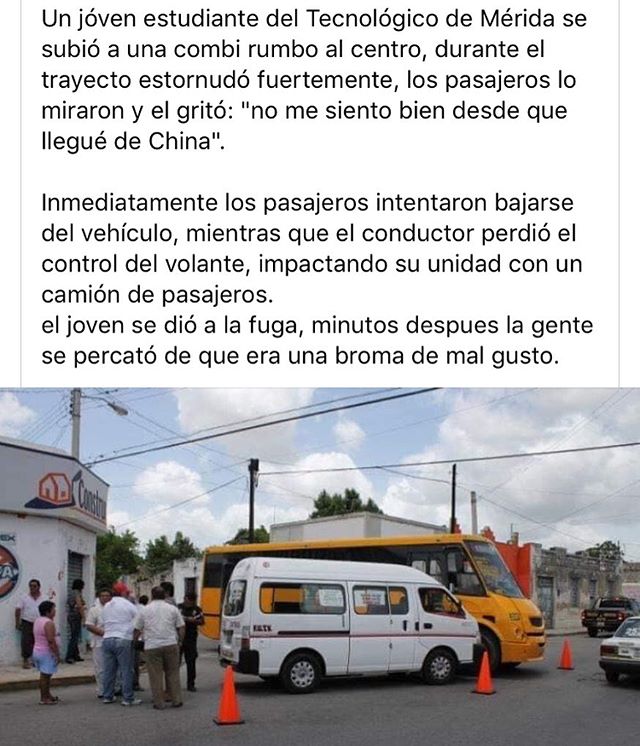 Un jóven estudiante del Tecnológico de Mérida se
subió a una combi rumbo al centro, durante el
trayecto estornudó fuertemente, los pasajeros lo
miraron y el gritó: "no me siento bien desde que
llegué de China".
Inmediatamente los pasajeros intentaron bajarse
del vehículo, mientras que el conductor perdió el
control del volante, impactando su unidad con un
camión de pasajeros.
el joven se dió a la fuga, minutos despues la gente
se percató de que era una broma de mal gusto.
Constru